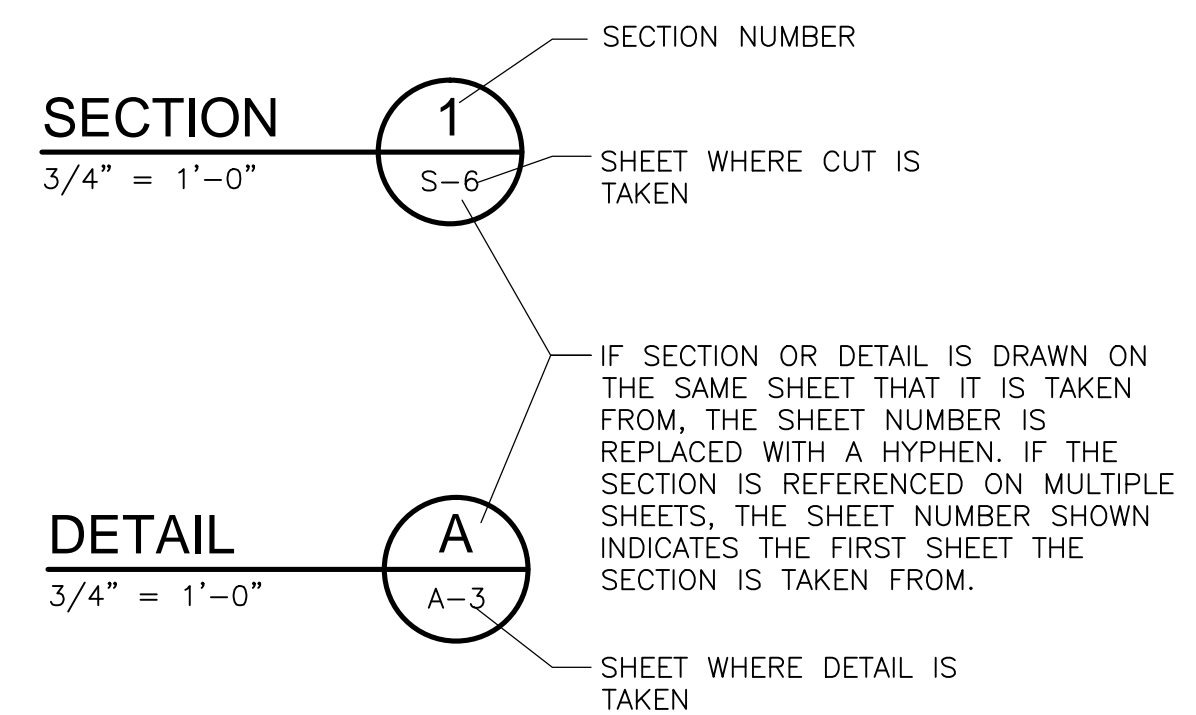 SECTION NUMBER
SECTION
1
3/4” = 1’–0”
S–6
SHEET WHERE CUT IS
TAKEN
IF SECTION OR DETAIL IS DRAWN ON
THE SAME SHEET THAT IT IS TAKEN
FROM, THE SHEET NUMBER IS
REPLACED WITH A HYPHEN. IF THE
SECTION IS REFERENCED ON MULTIPLE
SHEETS, THE SHEET NUMBER SHOWN
INDICATES THE FIRST SHEET THE
SECTION IS TAKEN FROM.
DETAIL
A
3/4” = 1’–0”
A–3
SHEET WHERE DETAIL IS
TAKEN